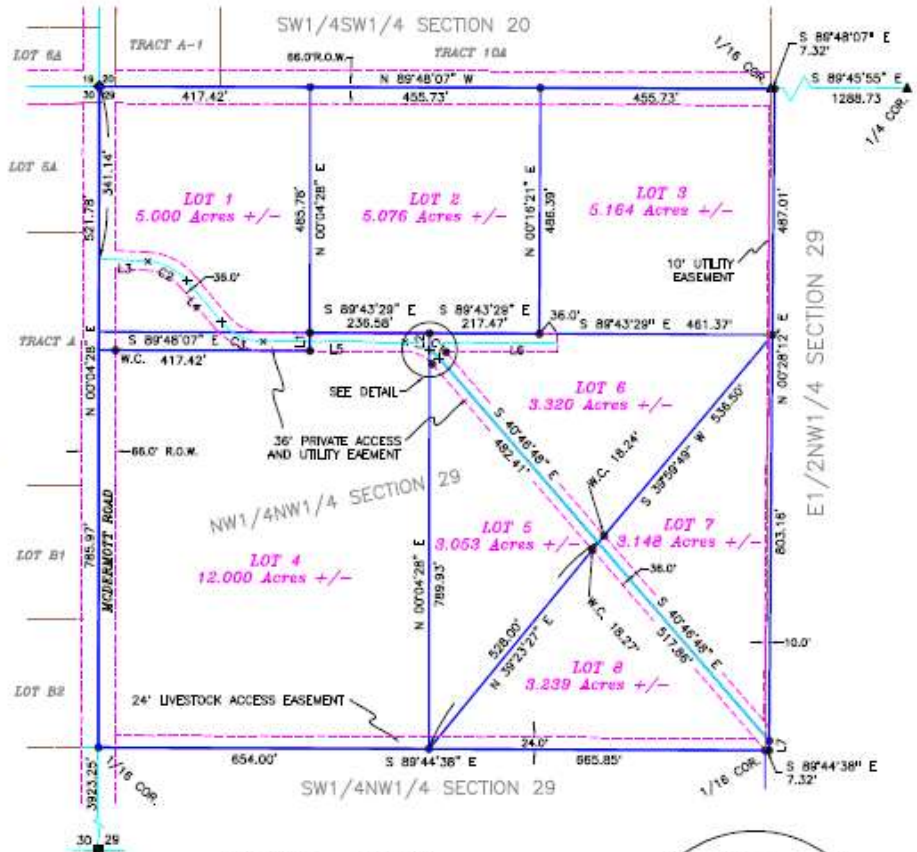 SW1/4SW1/4 SECTION 20
LOT 6A
TRACT A-1
66.0'R.O.W.
TRACT 10A
1/16 COR.
S 89°48'07" E
7.32'
19 20
30 29
N 89°48'07" W
417.42'
455.73'
455.73'
S 89°45'55" E
1288.73
1/4 COR.
LOT 5A
341.14'
521.78'
LOT 1
5.000 Acres +/-
485.78'
N 00°04'28" E
LOT 2
5.076 Acres +/-
486.39'
N 00°16'21" E
LOT 3
5.164 Acres +/-
487.01'
10' UTILITY
EASEMENT
L3
C2
36.0'
L4
C1
L1
S 89°43'29" E
236.58'
S 89°43'29" E
217.47'
36.0'
S 89°43'29" E 461.37'
TRACT A
N 00°04'28" E
S 89°48'07" E
W.C. 417.42'
L5
L2
L6
SEE DETAIL
N 00°28'12" E
E1/2NW1/4 SECTION 29
LOT 6
3.320 Acres +/-
36' PRIVATE ACCESS
AND UTILITY EAEMENT
66.0' R.O.W.
S 40°46'48" E
482.41'
S 39°59'49" W 536.50'
W.C. 18.24'
NW1/4NW1/4 SECTION 29
785.97'
MCDERMOTT ROAD
LOT B1
LOT 4
12.000 Acres +/-
N 00°04'28" E
789.93'
LOT 5
3.053 Acres +/-
LOT 7
3.148 Acres +/-
803.16'
36.0'
W.C. 18.27'
S 40°46'48" E
517.86'
528.00'
N 39°23'27" E
10.0'
LOT 8
3.239 Acres +/-
LOT B2
24' LIVESTOCK ACCESS EASEMENT
24.0'
L7
654.00'
S 89°44'38" E
665.85'
S 89°44'38" E
7.32'
1/16 COR.
1/16 COR.
3923.25'
SW1/4NW1/4 SECTION 29
30 29